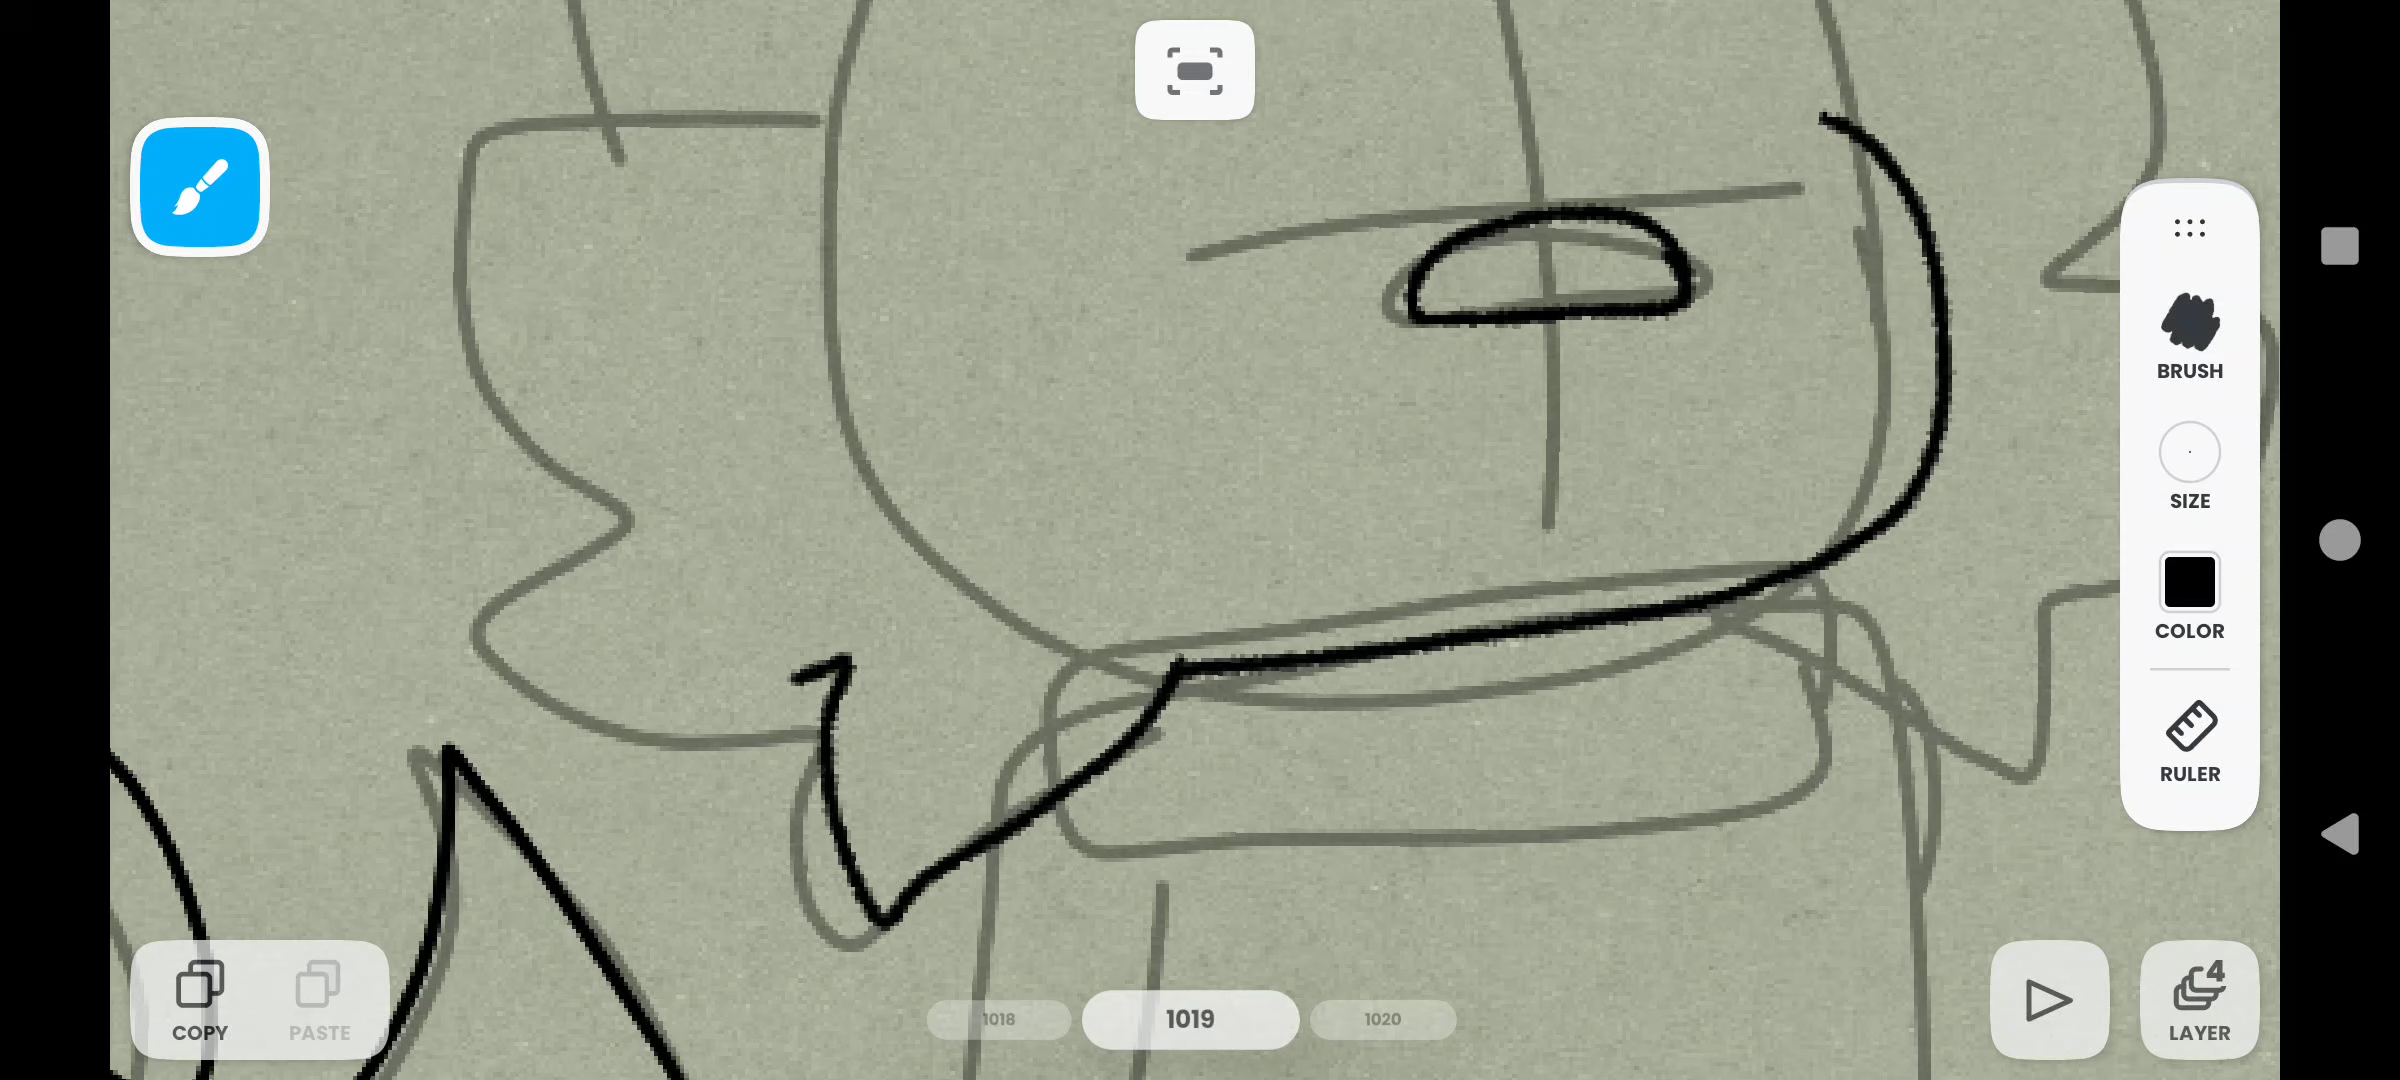 BRUSH
SIZE
COLOR
RULER
COPY
PASTE
1018
1019
1020
4
LAYER